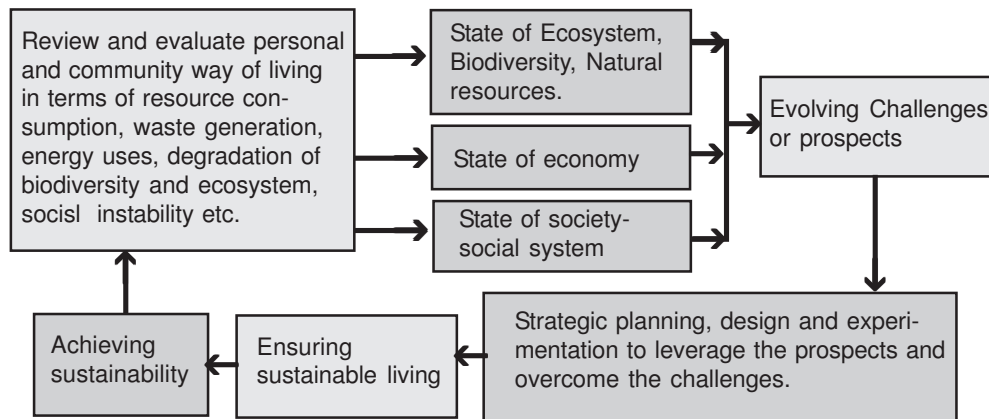 Review and evaluate personal
and community way of living
in terms of resource con-
sumption, waste generation,
energy uses, degradation of
biodiversity and ecosystem,
socisl instability etc.
State of Ecosystem,
Biodiversity, Natural
resources.
State of economy
State of society-
social system
Evolving Challenges
or prospects
Strategic planning, design and experi-
mentation to leverage the prospects and
overcome the challenges.
Ensuring
sustainable living
Achieving
sustainability